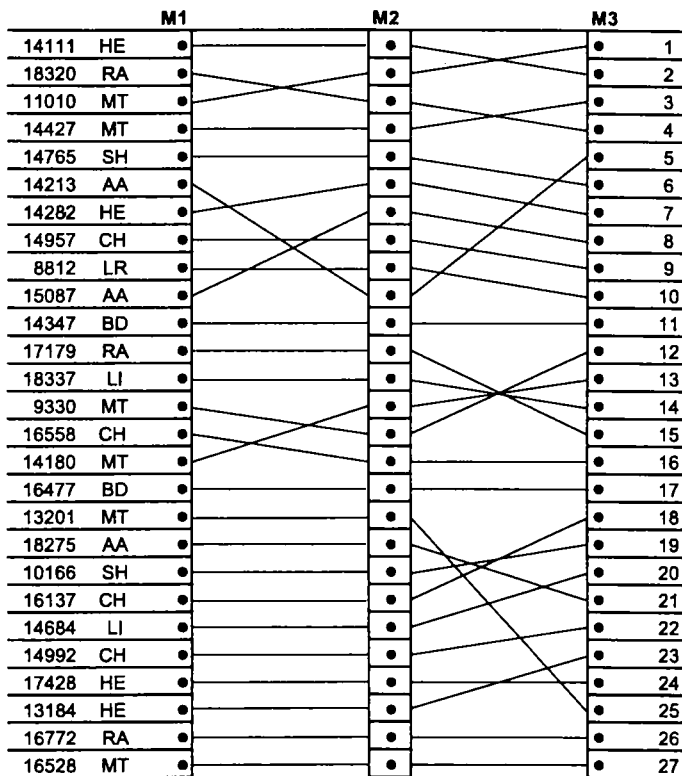 M1 M2 M3
14111 HE 1
18320 RA 2
11010 MT 3
14427 MT 4
14765 SH 5
14213 AA 6
14282 HE 7
14957 CH 8
8812 LR 9
15087 AA 10
14347 BD 11
17179 RA 12
18337 LI 13
9330 MT 14
16558 CH 15
14180 MT 16
16477 BD 17
13201 MT 18
18275 AA 19
10166 SH 20
16137 CH 21
14684 LI 22
14992 CH 23
17428 HE 24
13184 HE 25
16772 RA 26
16528 MT 27